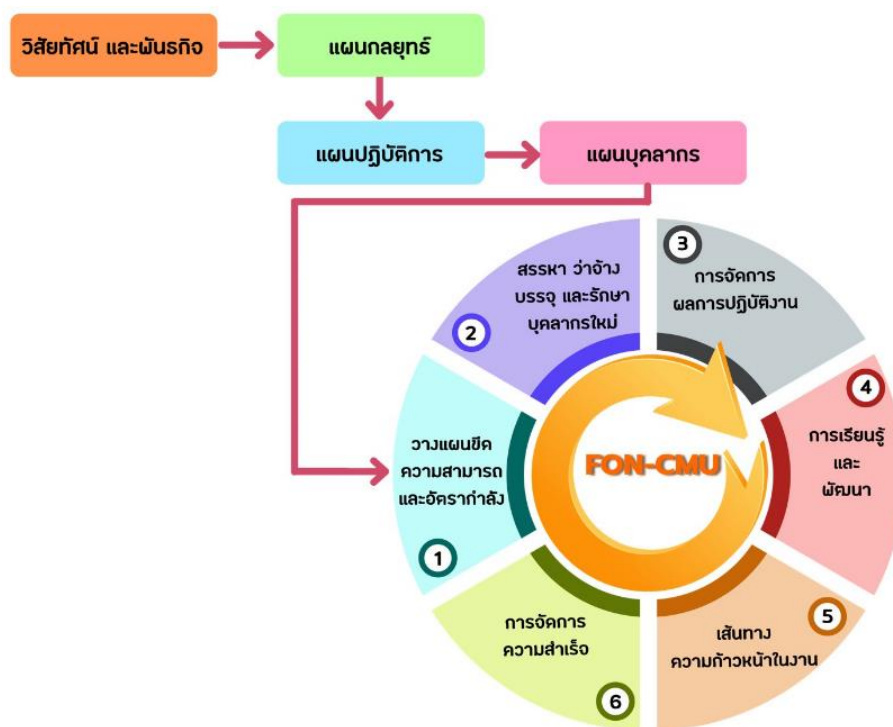 วิสัยทัศน์ และพันธกิจ
แผนกลยุทธ์
แผนปฏิบัติการ
แผนบุคลากร
วางแผนขีด
ความสามารถ
และอัตรากำลัง
1
สรรหา ว่าจ้าง
บรรจุ และรักษา
บุคลากรใหม่
2
3
การจัดการ
ผลการปฏิบัติงาน
4
การเรียนรู้
และ
พัฒนา
5
เส้นทาง
ความก้าวหน้าในงาน
การจัดการ
ความสำเร็จ
6
FON-CMU